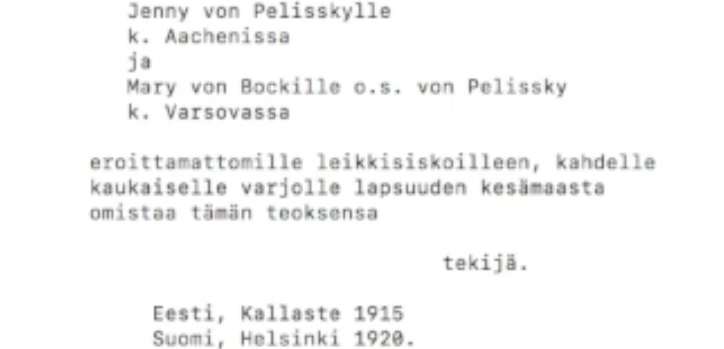 Jenny von Pelisskylle
k. Aachenissa
ja
Mary von Bockille o.s. von Pelissky
k. Varsovassa
eroittamattomille leikkisiskoilleen, kahdelle
kaukaiselle varjolle lapsuuden kesämaasta
omistaa tämän teoksensa
tekijä.
Eesti, Kallaste 1915
Suomi, Helsinki 1920.